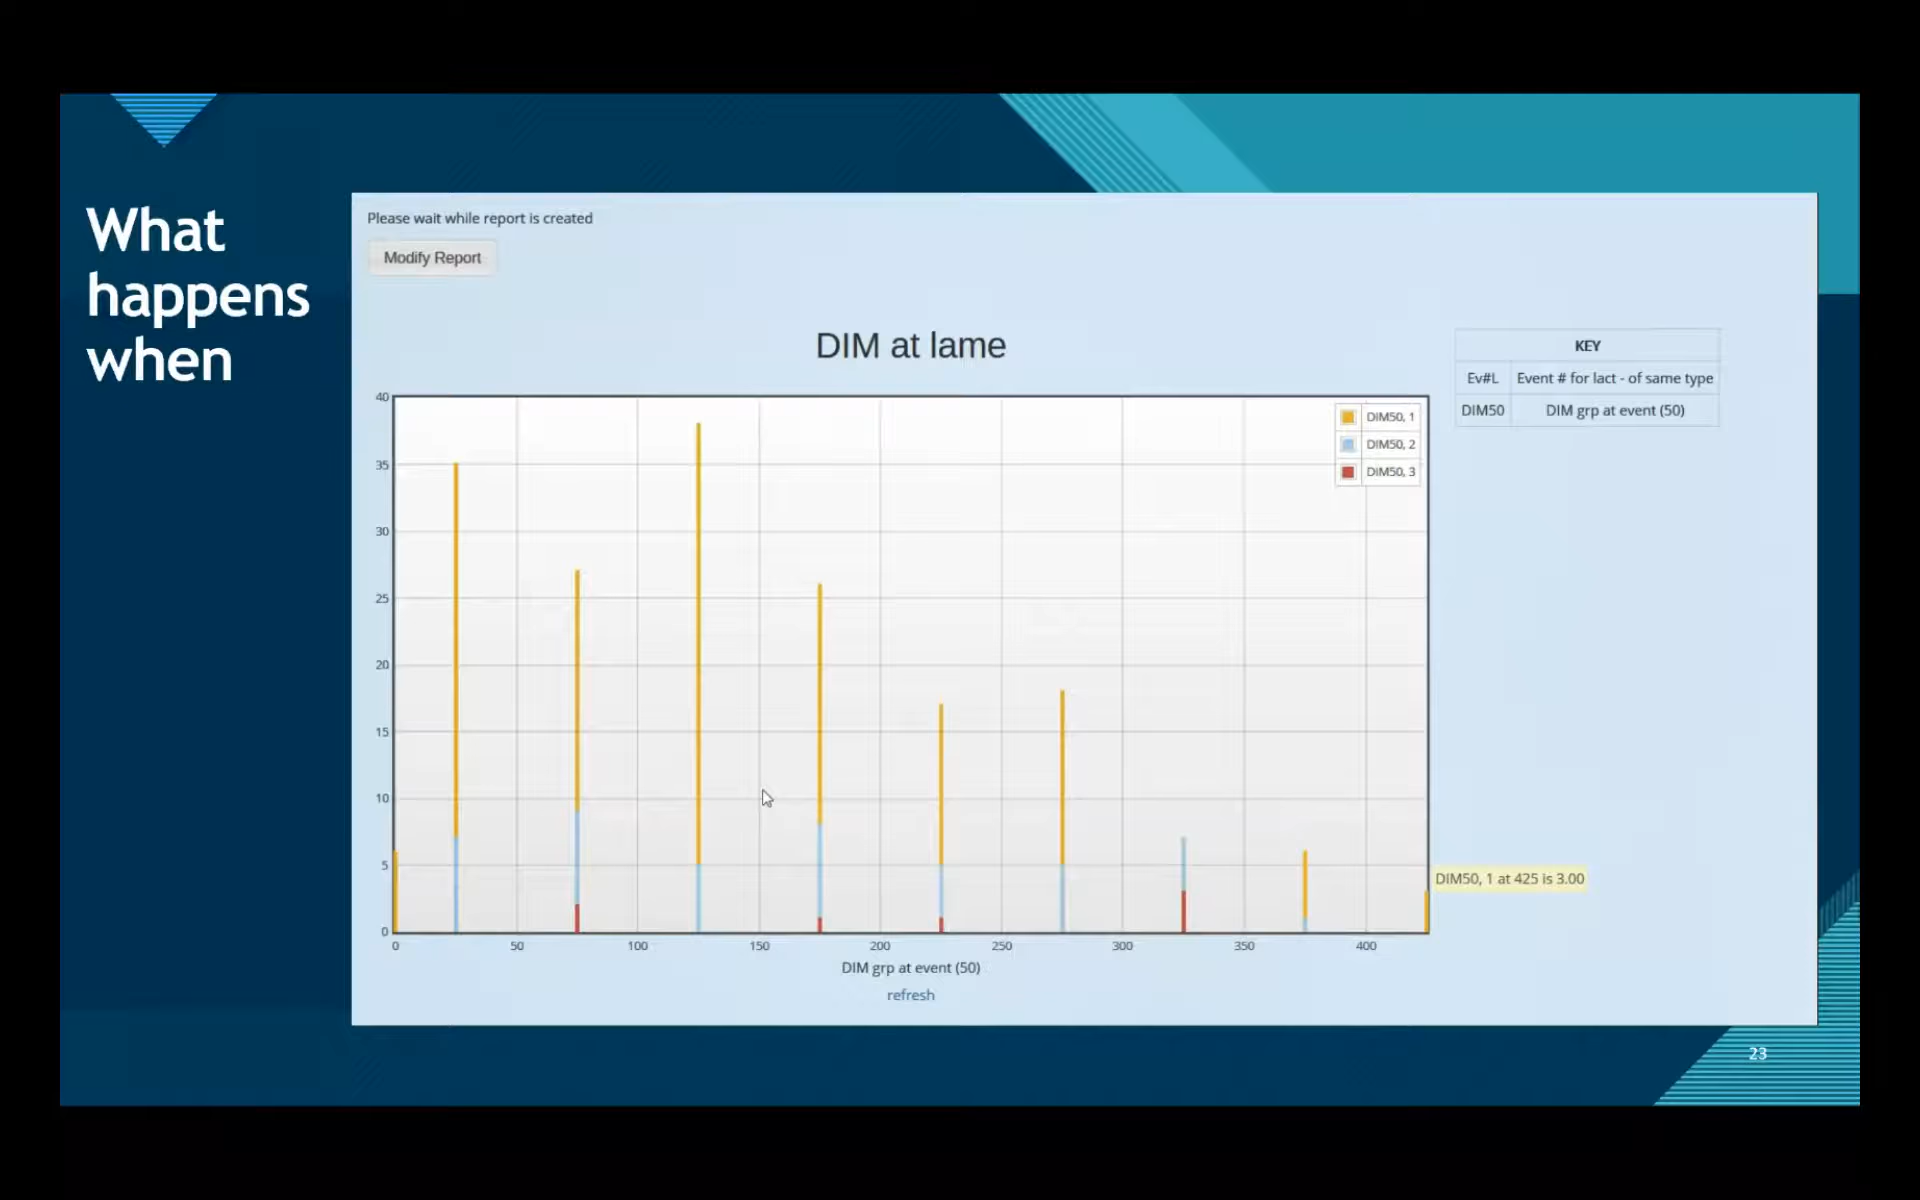 What
happens
when
Please wait while report is created
Modify Report
DIM at lame
KEY
Ev#L Event # for lact - of same type
DIM50 DIM grp at event (50)
40
35
30
25
20
15
10
5
0
DIM50, 1
DIM50, 2
DIM50, 3
DIM50, 1 at 425 is 3.00
0 50 100 150 200 250 300 350 400
DIM grp at event (50)
refresh
23